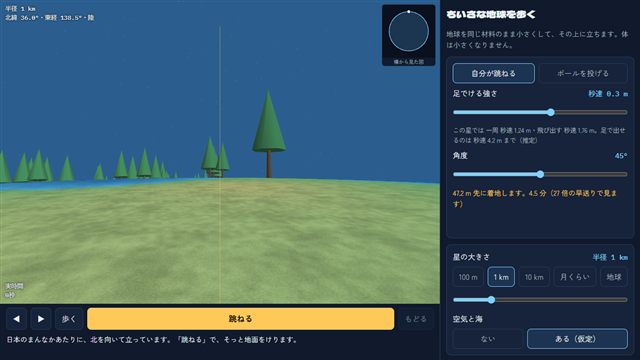 半径 1 km
北緯 36.0°・東経 138.5°・陸
横から見た図
実時間
0秒
◀
▶
歩く
跳ねる
もどる
日本のまんなかあたりに、北を向いて立っています。「跳ねる」で、そっと地面をけります。
ちいさな地球を歩く
地球を同じ材料のまま小さくして、その上に立ちます。体
は小さくなりません。
自分が跳ねる
ボールを投げる
足でける強さ
秒速 0.3 m
この星では 一周 秒速 1.24 m・飛び出す 秒速 1.76 m。足で出せ
るのは 秒速 4.2 m まで（推定）
角度
45°
47.2 m 先に着地します。4.5 分（27 倍の早送りで見ま
す）
星の大きさ
半径 1 km
100 m
1 km
10 km
月くらい
地球
空気と海
ない
ある（仮定）